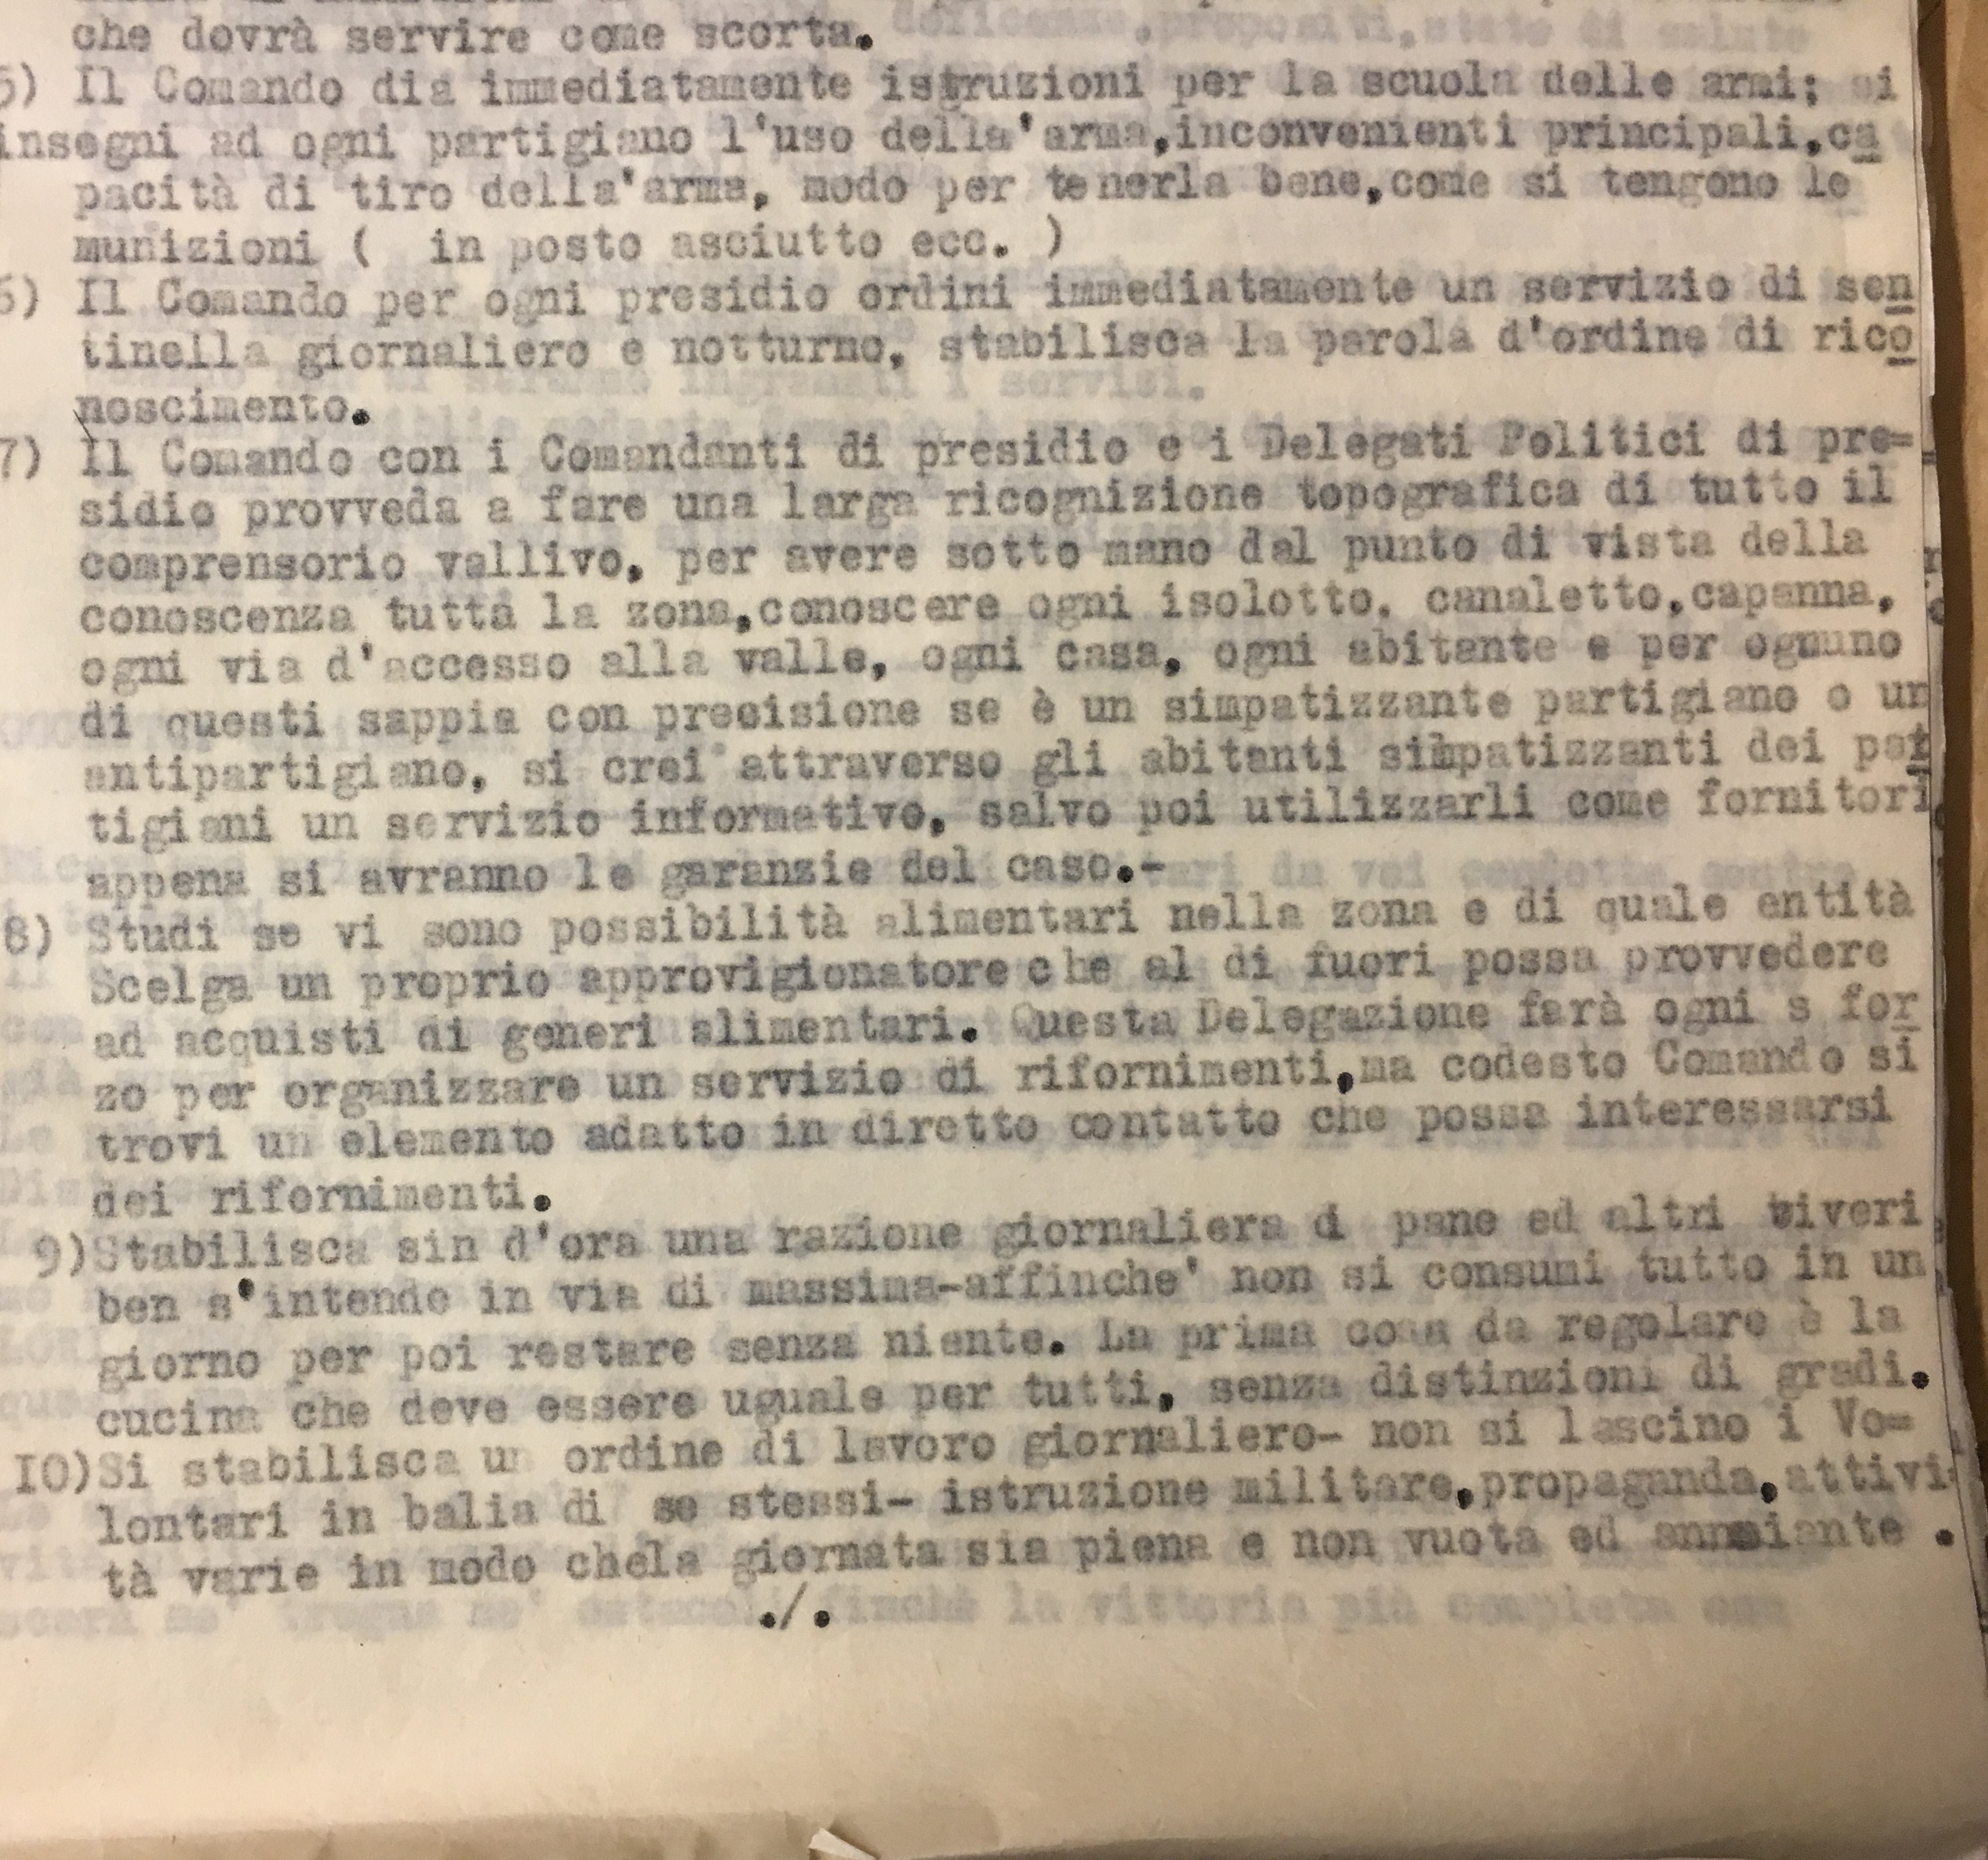 che dovrà servire come scorta.
5) Il Comando dia immediatamente istruzioni per la scuola delle armi; si
insegni ad ogni partigiano l'uso della'arma,inconvenienti principali,ca
pacità di tiro della'arma, modo per tenerla bene,come si tengono le
munizioni ( in posto asciutto ecc. )
6) Il Comando per ogni presidio ordini immediatamente un servizio di sen
tinella giornaliero e notturno, stabilisca la parola d'ordine di rico
noscimento.
7) Il Comando con i Comandanti di presidio e i Delegati Politici di pre=
sidio provveda a fare una larga ricognizione topografica di tutto il
comprensorio vallivo, per avere sotto mano dal punto di vista della
conoscenza tutta la zona,conoscere ogni isolotto, canaletto,capanna,
ogni via d'accesso alla valle, ogni casa, ogni abitante e per ognuno
di questi sappia con precisione se è un simpatizzante partigiano o un
antipartigiano, si crei attraverso gli abitanti simpatizzanti dei pat
tigiani un servizio informativo, salvo poi utilizzarli come fornitori
appena si avranno le garanzie del caso.-
8) Studi se vi sono possibilità alimentari nella zona e di quale entità
Scelga un proprio approvigionatore che al di fuori possa provvedere
ad acquisti di generi alimentari. Questa Delegazione farà ogni s for
zo per organizzare un servizio di rifornimenti,ma codesto Comando si
trovi un elemento adatto in diretto contatto che possa interessarsi
dei rifornimenti.
9)Stabilisca sin d'ora una razione giornaliera d pane ed altri viveri,
ben s'intende in via di massima-affinche' non si consumi tutto in un
giorno per poi restare senza niente. La prima cosa da regolare è la
cucina che deve essere uguale per tutti, senza distinzioni di gradi.
10)Si stabilisca un ordine di lavoro giornaliero- non si lascino i Vo=
lontari in balia di se stessi- istruzione militare,propaganda,attivi=
tà varie in modo chela giornata sia piena e non vuota ed annoiante .
./.